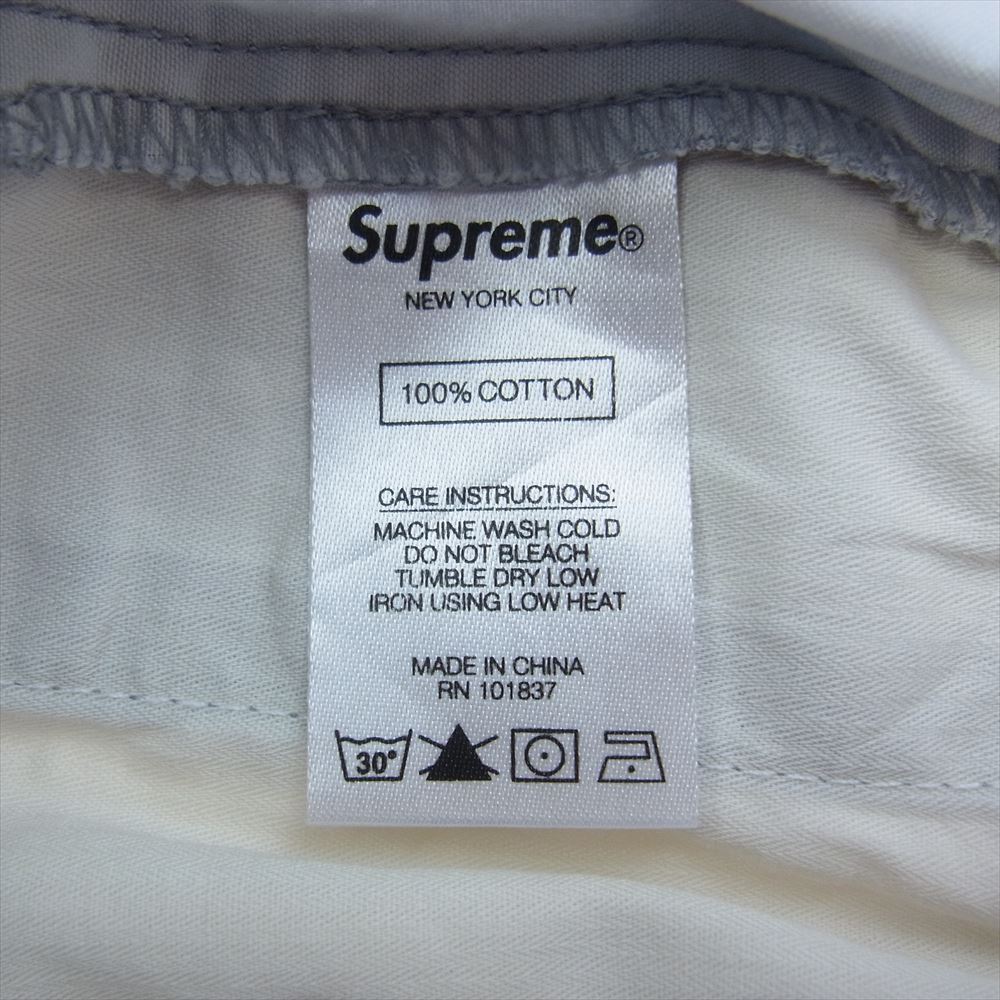 Supreme®
NEW YORK CITY
100% COTTON
CARE INSTRUCTIONS:
MACHINE WASH COLD
DO NOT BLEACH
TUMBLE DRY LOW
IRON USING LOW HEAT
MADE IN CHINA
RN 101837
30°